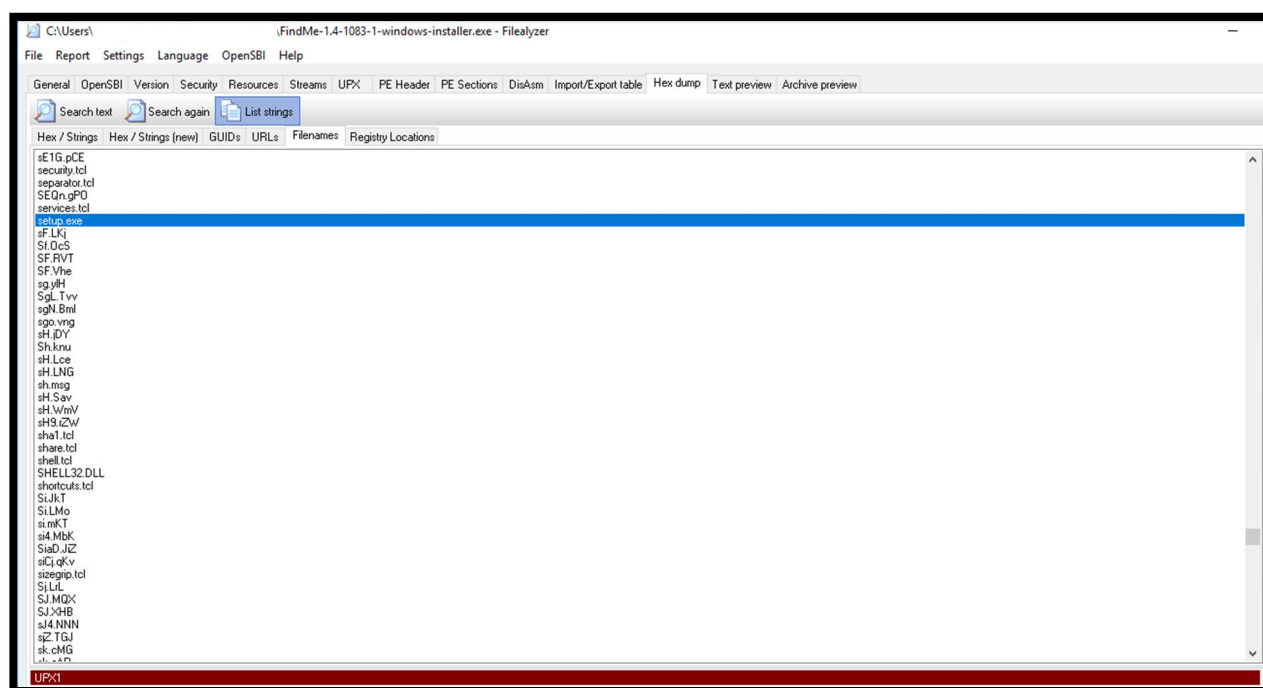 C:\Users\ \FindMe-1.4-1083-1-windows-installer.exe - Filealyzer
File Report Settings Language OpenSBI Help
General OpenSBI Version Security Resources Streams UPX PE Header PE Sections DisAsm Import/Export table Hex dump Text preview Archive preview
Search text Search again List strings
Hex / Strings Hex / Strings (new) GUIDs URLs Filenames Registry Locations
sE1G.pCE
security.tcl
separator.tcl
SEQn.gPO
services.tcl
setup.exe
sF.LKj
Sf.OcS
SF.RVT
SF.Vhe
sg.ylH
SgL.Tvv
sgN.Bml
sgo.vng
sH.jDY
Sh.knu
sH.Lce
sH.LNG
sh.msg
sH.Sav
sH.WmV
sH9.rZW
sha1.tcl
share.tcl
shell.tcl
SHELL32.DLL
shortcuts.tcl
Si.JkT
Si.LMo
si.mKT
si4.MbK
SiaD.JiZ
siCj.qKv
sizegrip.tcl
Sj.LrL
SJ.MQX
SJ.XHB
sJ4.NNN
sjZ.TGJ
sk.cMG
UPX1